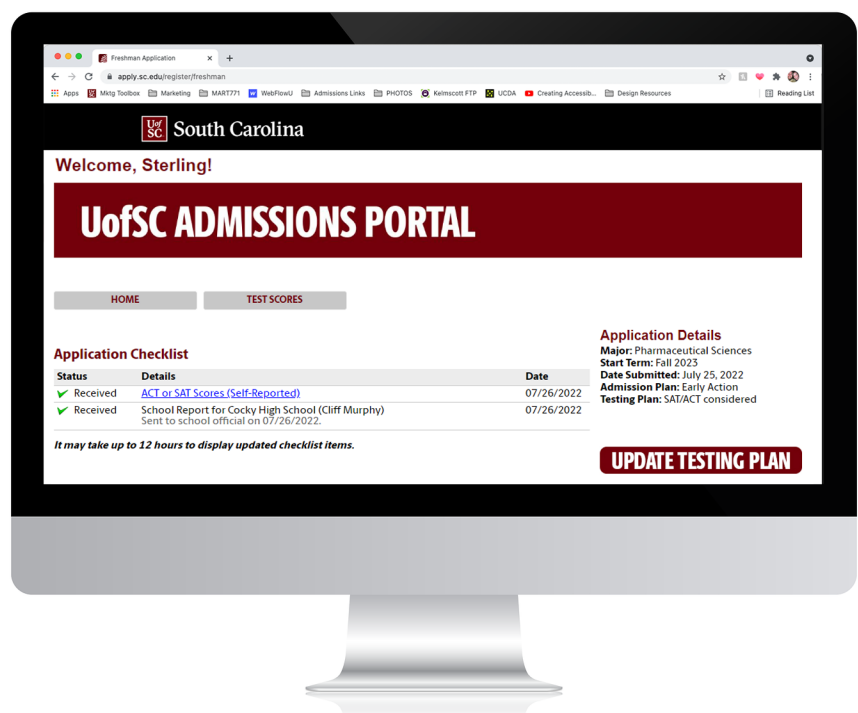 Freshman Application
apply.sc.edu/register/freshman
Apps Mktg Toolbox Marketing MART771 WebFlowU Admissions Links PHOTOS Kelmscott FTP UCDA Creating Accessib... Design Resources Reading List
UofSC South Carolina
Welcome, Sterling!
UofSC ADMISSIONS PORTAL
HOME TEST SCORES
Application Checklist
Status Details Date
Received ACT or SAT Scores (Self-Reported) 07/26/2022
Received School Report for Cocky High School (Cliff Murphy) 07/26/2022
Sent to school official on 07/26/2022.
It may take up to 12 hours to display updated checklist items.
Application Details
Major: Pharmaceutical Sciences
Start Term: Fall 2023
Date Submitted: July 25, 2022
Admission Plan: Early Action
Testing Plan: SAT/ACT considered
UPDATE TESTING PLAN